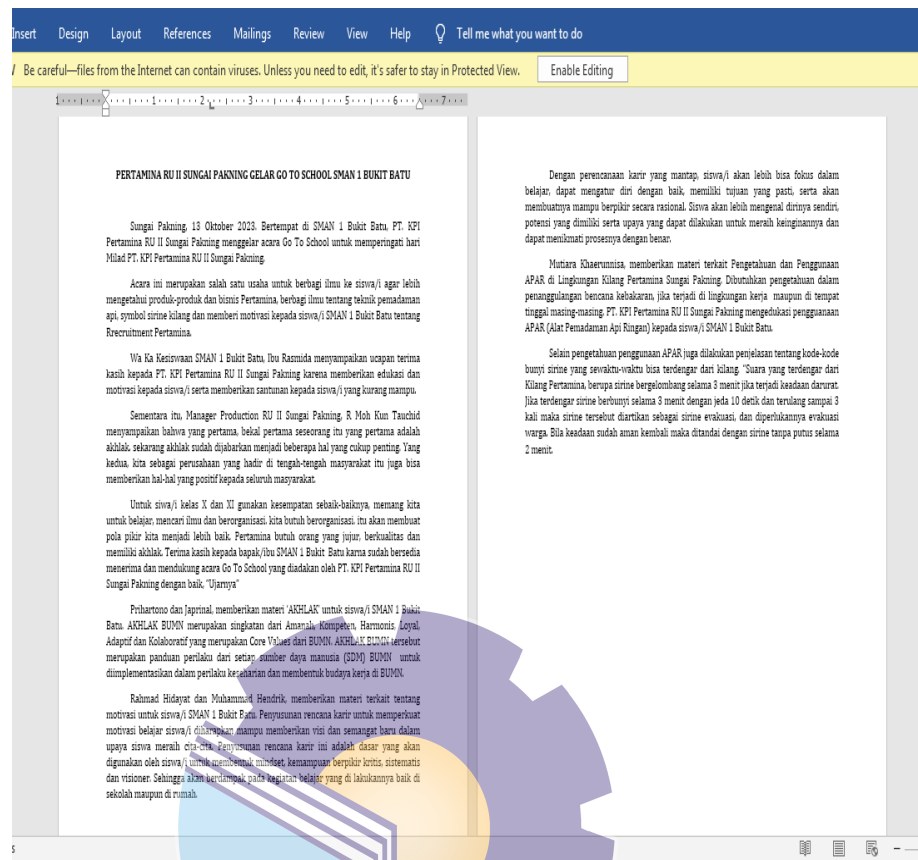 Insert Design Layout References Mailings Review View Help Tell me what you want to do
Be careful—files from the Internet can contain viruses. Unless you need to edit, it's safer to stay in Protected View. Enable Editing
1 1 2 3 4 5 6 7
PERTAMINA RU II SUNGAI PAKNING GELAR GO TO SCHOOL SMAN 1 BUKIT BATU
Sungai Pakning, 13 Oktober 2023. Bertempat di SMAN 1 Bukit Batu, PT. KPI
Pertamina RU II Sungai Pakning menggelar acara Go To School untuk memperingati hari
Milad PT. KPI Pertamina RU II Sungai Pakning.
Acara ini merupakan salah satu usaha untuk berbagi ilmu ke siswa/i agar lebih
mengetahui produk-produk dan bisnis Pertamina, berbagi ilmu tentang teknik pemadaman
api, symbol sirine kilang dan memberi motivasi kepada siswa/i SMAN 1 Bukit Batu tentang
Rrecruitment Pertamina.
Wa Ka Kesiswaan SMAN 1 Bukit Batu, Ibu Rasmida menyampaikan ucapan terima
kasih kepada PT. KPI Pertamina RU II Sungai Pakning karena memberikan edukasi dan
motivasi kepada siswa/i serta memberikan santunan kepada siswa/i yang kurang mampu.
Sementara itu, Manager Production RU II Sungai Pakning, R Moh Kun Tauchid
menyampaikan bahwa yang pertama, bekal pertama seseorang itu yang pertama adalah
akhlak, sekarang akhlak sudah dijabarkan menjadi beberapa hal yang cukup penting. Yang
kedua, kita sebagai perusahaan yang hadir di tengah-tengah masyarakat itu juga bisa
memberikan hal-hal yang positif kepada seluruh masyarakat.
Untuk siwa/i kelas X dan XI gunakan kesempatan sebaik-baiknya, memang kita
untuk belajar, mencari ilmu dan berorganisasi. kita butuh berorganisasi. itu akan membuat
pola pikir kita menjadi lebih baik. Pertamina butuh orang yang jujur, berkualitas dan
memiliki akhlak. Terima kasih kepada bapak/ibu SMAN 1 Bukit Batu karna sudah bersedia
menerima dan mendukung acara Go To School yang diadakan oleh PT. KPI Pertamina RU II
Sungai Pakning dengan baik, "Ujarnya"
Prihartono dan Japrinal, memberikan materi 'AKHLAK' untuk siswa/i SMAN 1 Bukit
Batu. AKHLAK BUMN merupakan singkatan dari Amanah, Kompeten, Harmonis, Loyal,
Adaptif dan Kolaboratif yang merupakan Core Values dari BUMN. AKHLAK BUMN tersebut
merupakan panduan perilaku dari setiap sumber daya manusia (SDM) BUMN untuk
diimplementasikan dalam perilaku keseharian dan membentuk budaya kerja di BUMN.
Rahmad Hidayat dan Muhammad Hendrik, memberikan materi terkait tentang
motivasi untuk siswa/i SMAN 1 Bukit Batu. Penyusunan rencana karir untuk memperkuat
motivasi belajar siswa/i diharapkan mampu memberikan visi dan semangat baru dalam
upaya siswa meraih cita-cita. Penyusunan rencana karir ini adalah dasar yang akan
digunakan oleh siswa/i untuk membentuk mindset, kemampuan berpikir kritis, sistematis
dan visioner. Sehingga akan berdampak pada kegiatan belajar yang di lakukannya baik di
sekolah maupun di rumah.
Dengan perencanaan karir yang mantap, siswa/i akan lebih bisa fokus dalam
belajar, dapat mengatur diri dengan baik, memiliki tujuan yang pasti, serta akan
membuatnya mampu berpikir secara rasional. Siswa akan lebih mengenal dirinya sendiri,
potensi yang dimiliki serta upaya yang dapat dilakukan untuk meraih keinginannya dan
dapat menikmati prosesnya dengan benar.
Mutiara Khaerunnisa, memberikan materi terkait Pengetahuan dan Penggunaan
APAR di Lingkungan Kilang Pertamina Sungai Pakning. Dibutuhkan pengetahuan dalam
penanggulangan bencana kebakaran, jika terjadi di lingkungan kerja maupun di tempat
tinggal masing-masing. PT. KPI Pertamina RU II Sungai Pakning mengedukasi pengguanaan
APAR (Alat Pemadaman Api Ringan) kepada siswa/i SMAN 1 Bukit Batu.
Selain pengetahuan penggunaan APAR juga dilakukan penjelasan tentang kode-kode
bunyi sirine yang sewaktu-waktu bisa terdengar dari kilang. "Suara yang terdengar dari
Kilang Pertamina, berupa sirine bergelombang selama 3 menit jika terjadi keadaan darurat.
Jika terdengar sirine berbunyi selama 3 menit dengan jeda 10 detik dan terulang sampai 3
kali maka sirine tersebut diartikan sebagai sirine evakuasi, dan diperlukannya evakuasi
warga. Bila keadaan sudah aman kembali maka ditandai dengan sirine tanpa putus selama
2 menit.